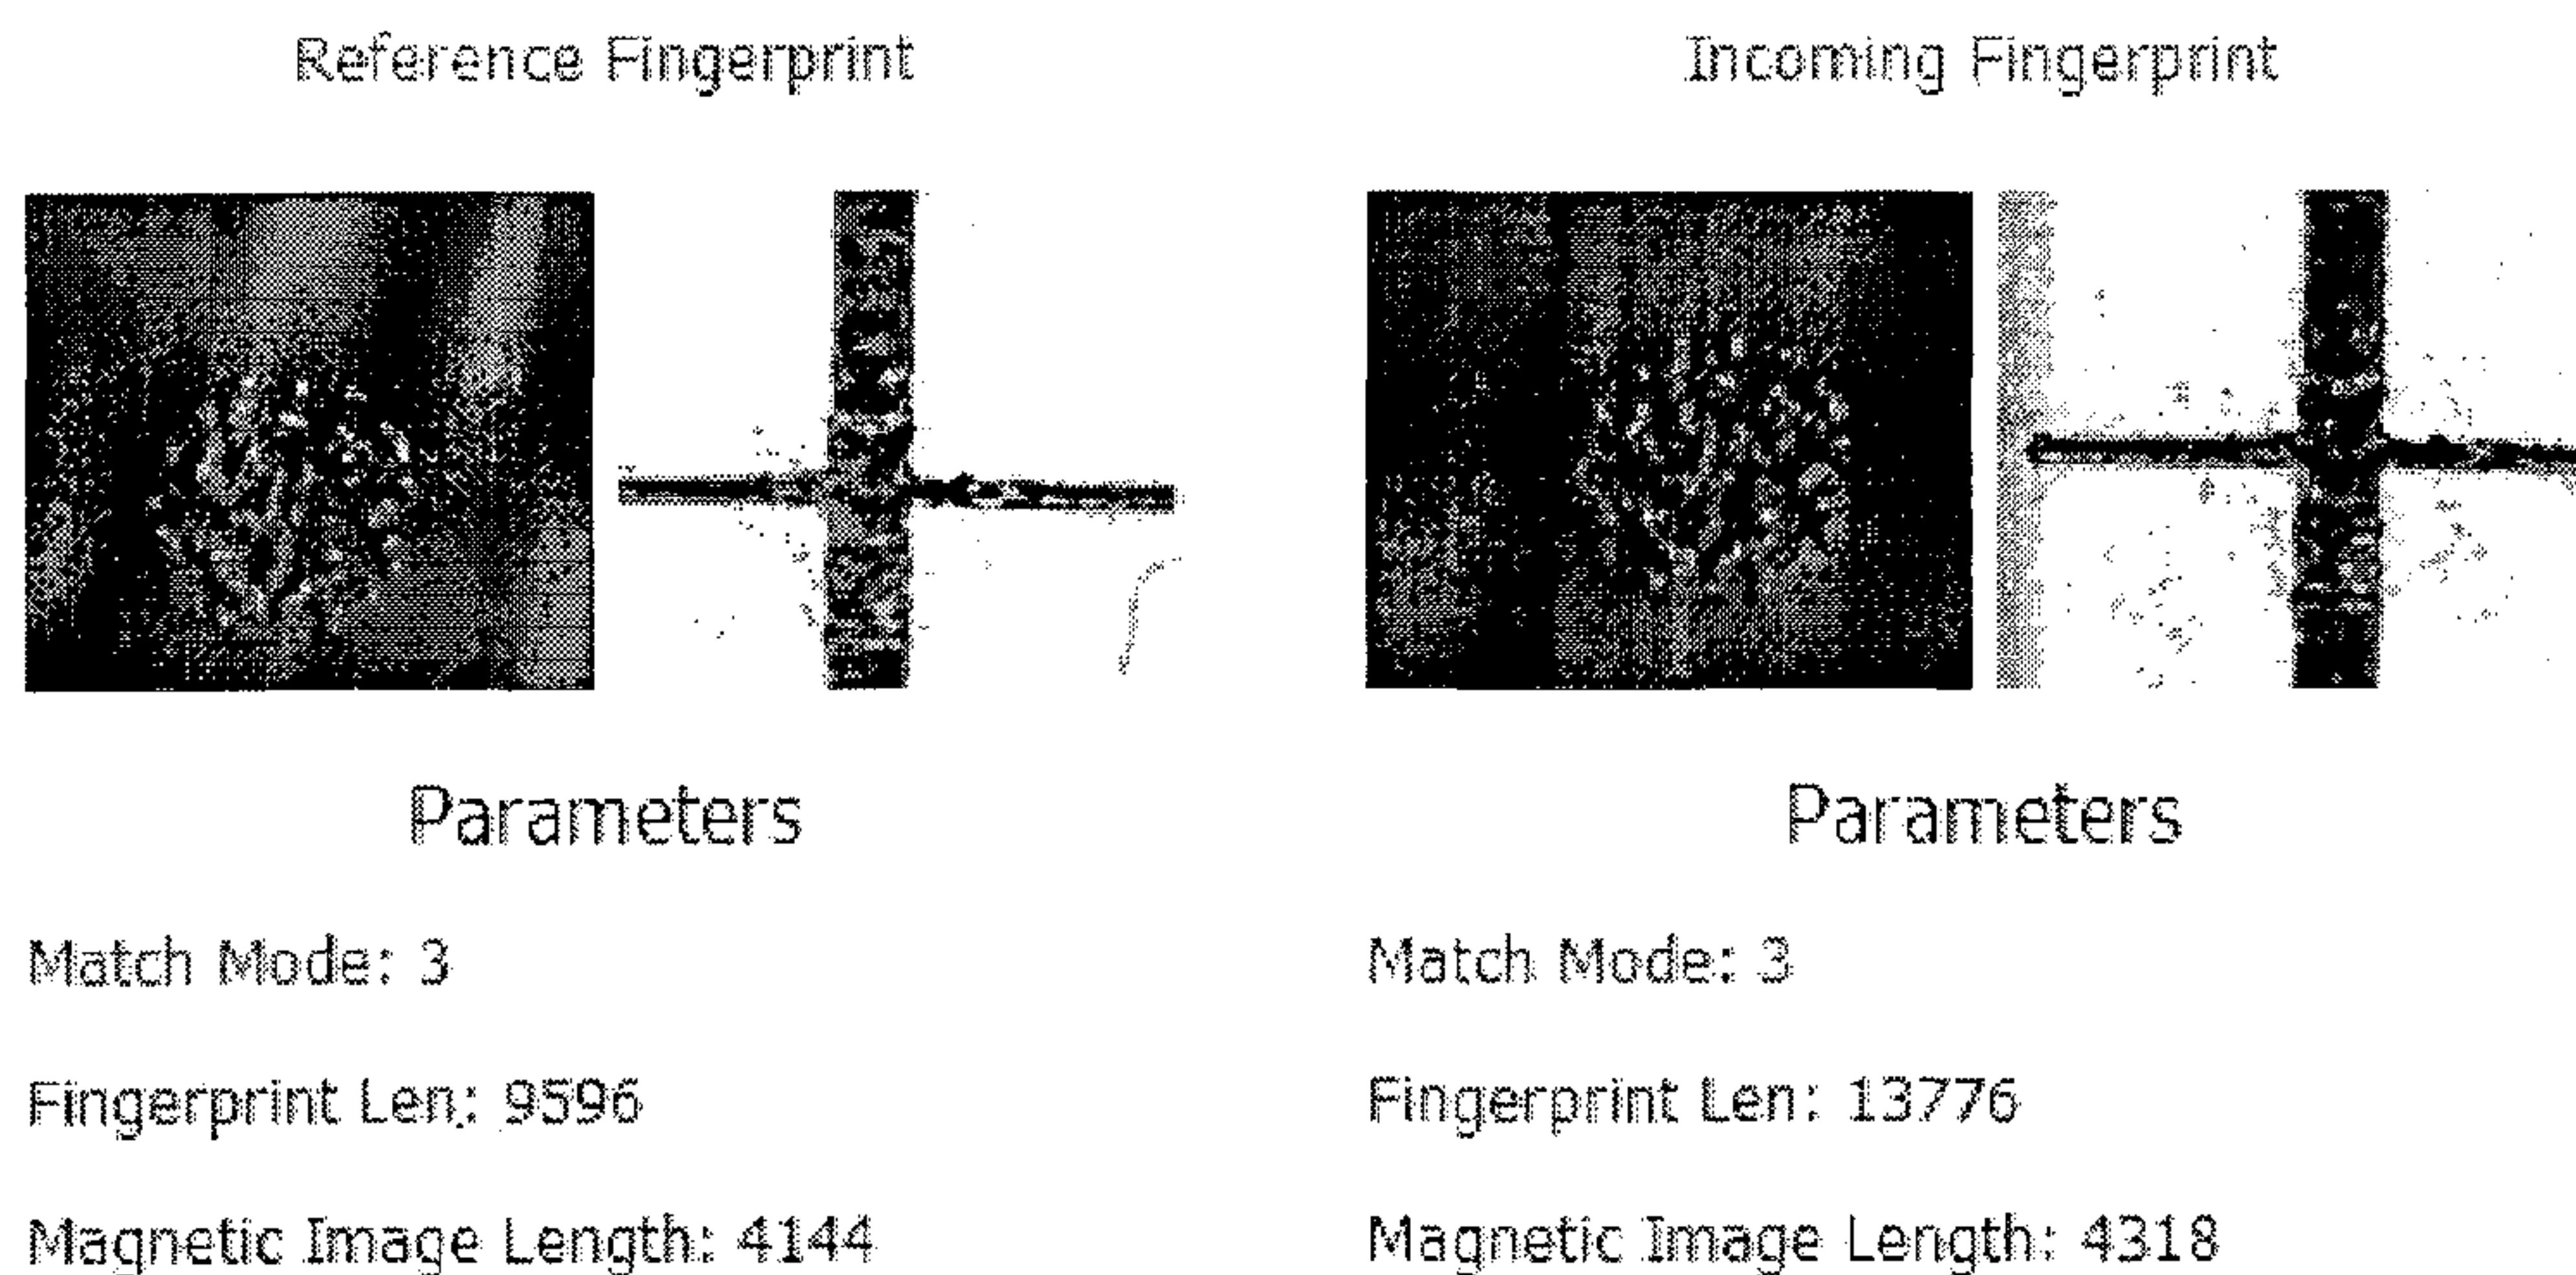 Reference Fingerprint
Incoming Fingerprint
Parameters
Parameters
Match Mode: 3
Match Mode: 3
Fingerprint Len: 9596
Fingerprint Len: 13776
Magnetic Image Length: 4144
Magnetic Image Length: 4318